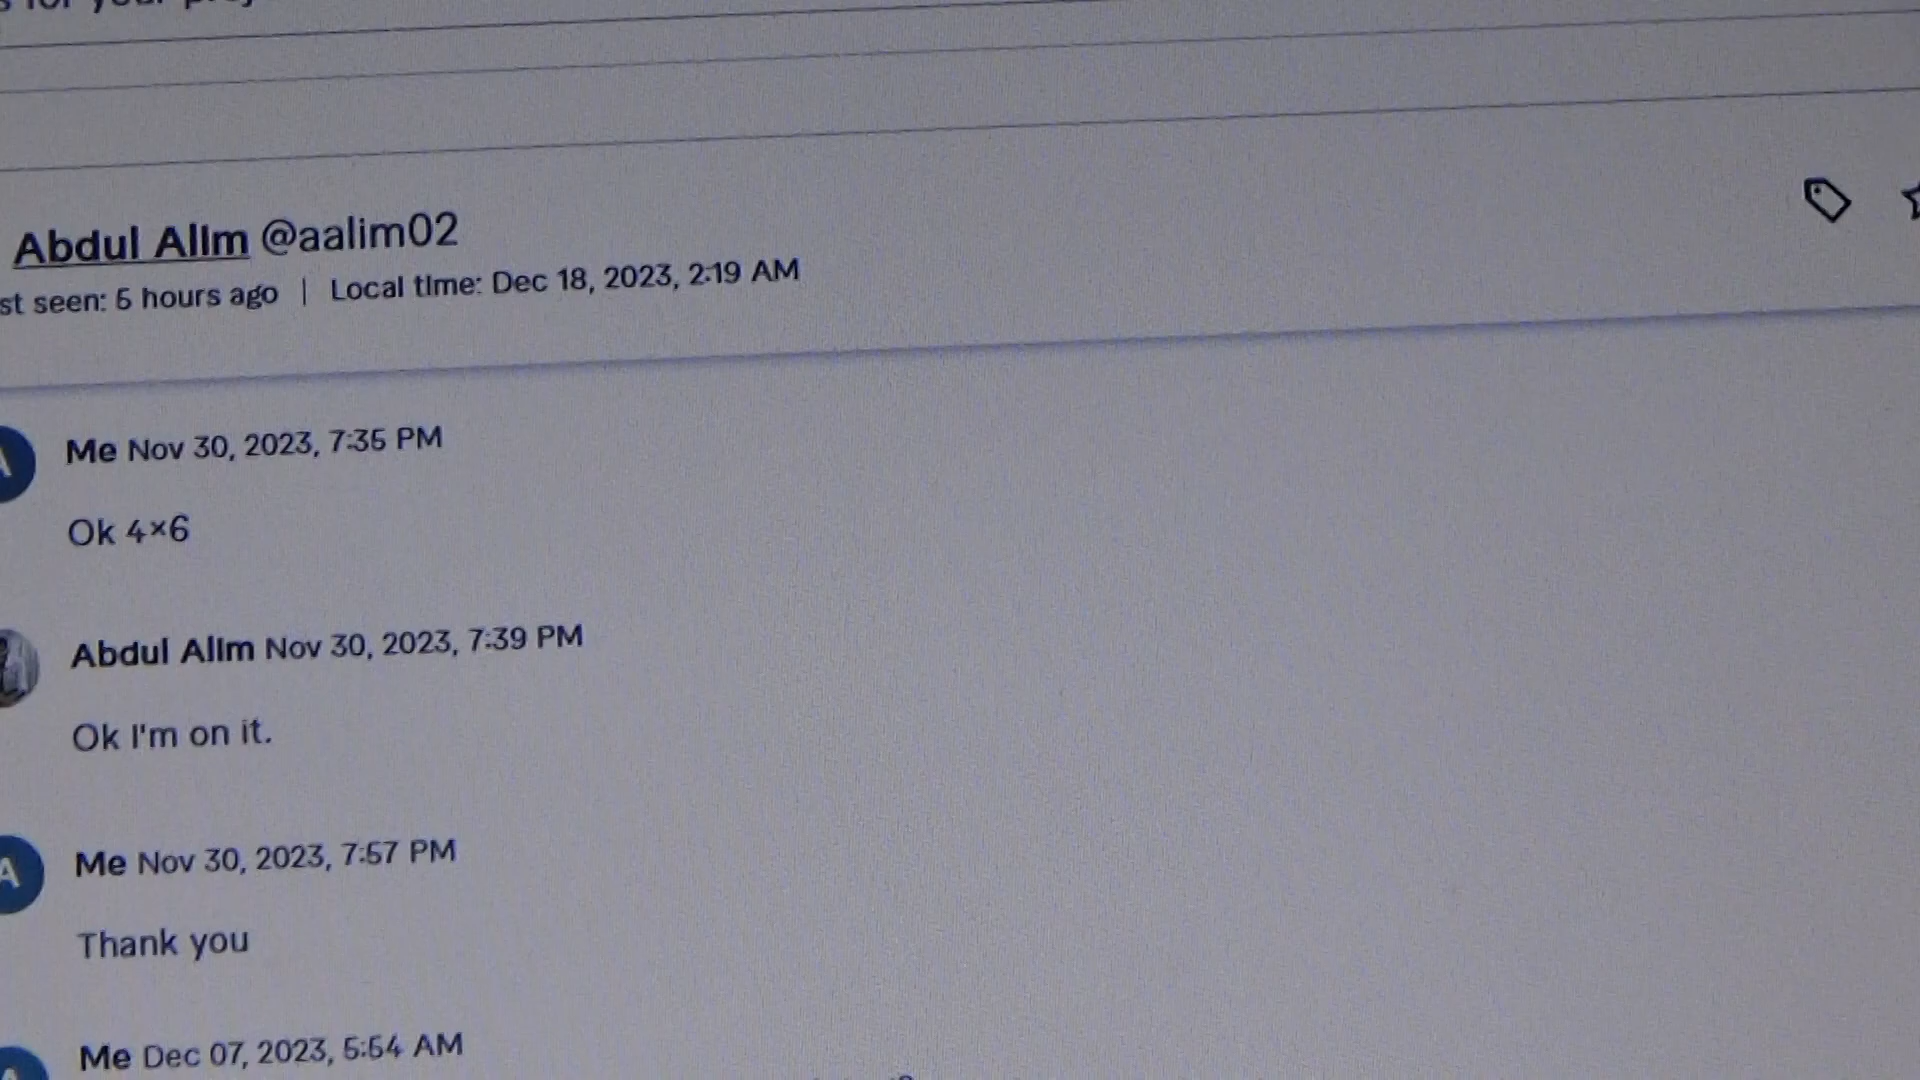 for your
Abdul Alim @aalim02
st seen: 5 hours ago | Local time: Dec 18, 2023, 2:19 AM
Me Nov 30, 2023, 7:35 PM
Ok 4×6
Abdul Alim Nov 30, 2023, 7:39 PM
Ok I'm on it.
A
Me Nov 30, 2023, 7:57 PM
Thank you
Me Dec 07, 2023, 5:54 AM